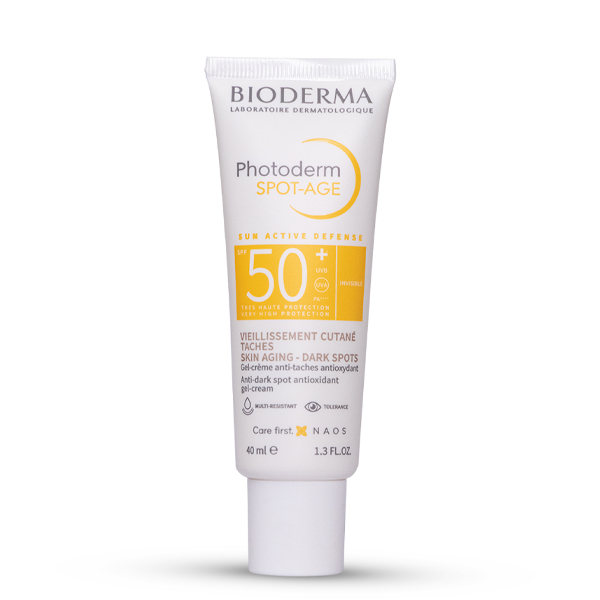 BIODERMA
LABORATOIRE DERMATOLOGIQUE
Photoderm
SPOT-AGE
SUN ACTIVE DEFENSE
SPF 50+
UVB
UVA
INVISIBLE
TRÈS HAUTE PROTECTION
VERY HIGH PROTECTION
VIEILLISSEMENT CUTANÉ
TACHES
SKIN AGING - DARK SPOTS
Gel-crème anti-taches antioxydant
Anti-dark spot antioxidant
gel-cream
MULTI-RESISTANT TOLERANCE
Care first. NAOS
40 ml e 1.3 FL.OZ.